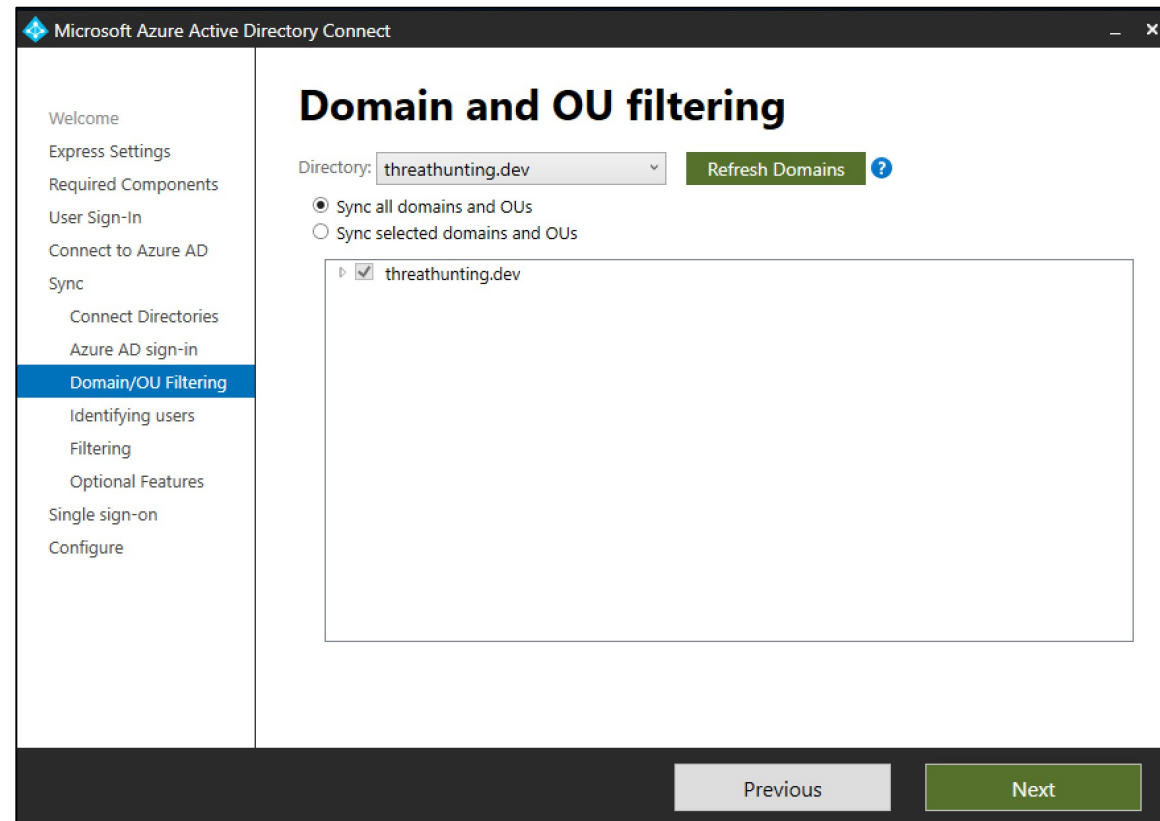 Microsoft Azure Active Directory Connect
Welcome
Express Settings
Required Components
User Sign-In
Connect to Azure AD
Sync
Connect Directories
Azure AD sign-in
Domain/OU Filtering
Identifying users
Filtering
Optional Features
Single sign-on
Configure
Domain and OU filtering
Directory: threathunting.dev Refresh Domains ?
Sync all domains and OUs
Sync selected domains and OUs
threathunting.dev
Previous Next